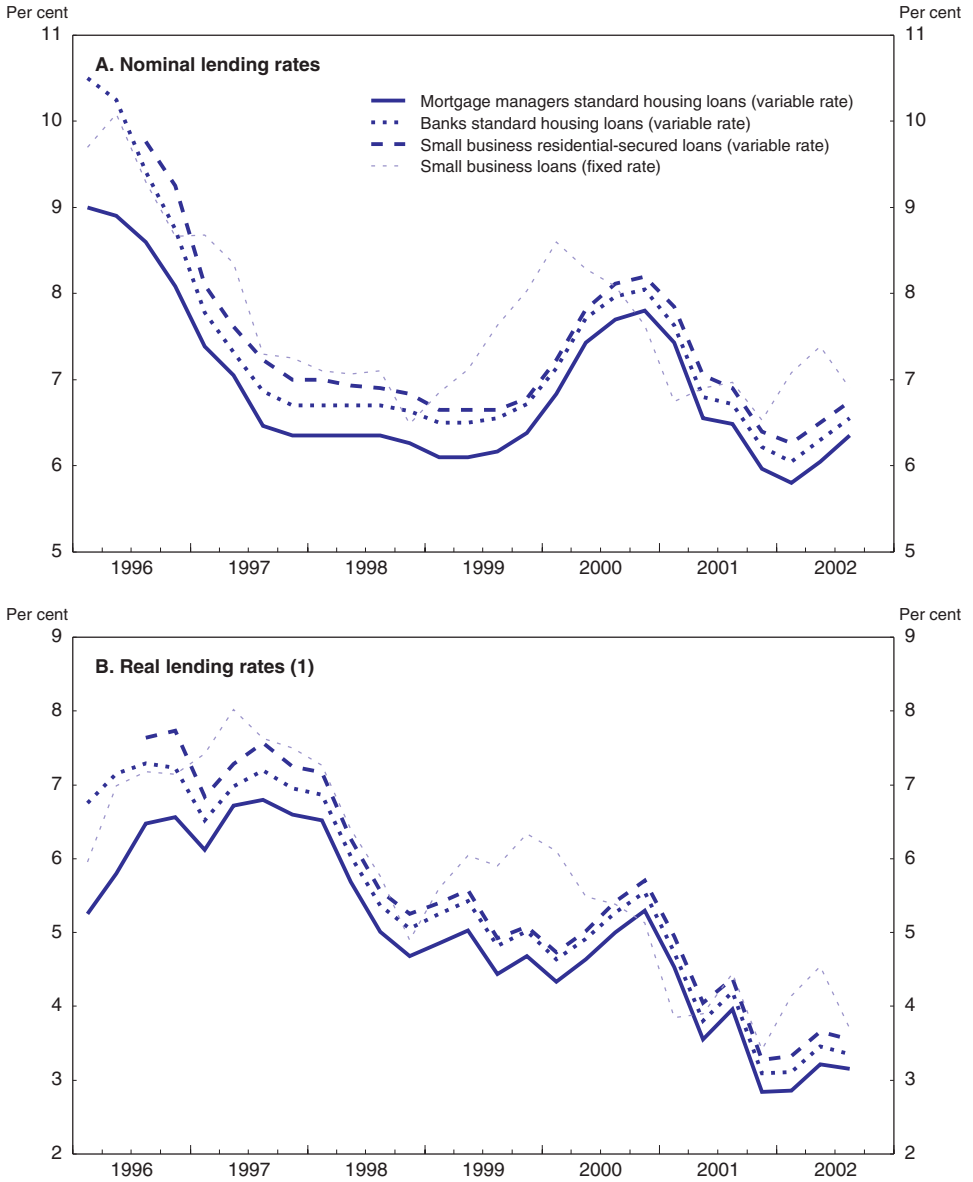 Per cent Per cent
11 11
A. Nominal lending rates
Mortgage managers standard housing loans (variable rate)
10 Banks standard housing loans (variable rate) 10
Small business residential-secured loans (variable rate)
Small business loans (fixed rate)
9 9
8 8
7 7
6 6
5 5
1996 1997 1998 1999 2000 2001 2002
Per cent Per cent
9 9
B. Real lending rates (1)
8 8
7 7
6 6
5 5
4 4
3 3
2 2
1996 1997 1998 1999 2000 2001 2002